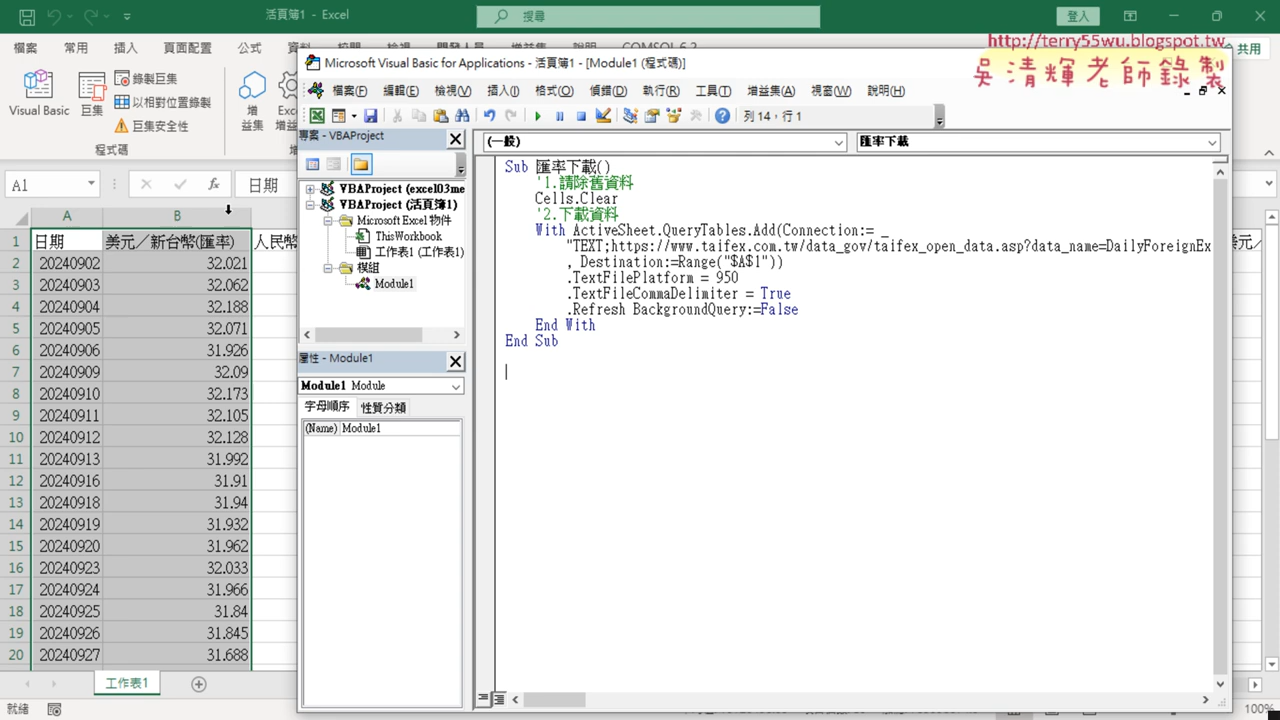 活頁簿1 - Excel
搜尋
登入
檔案 常用 插入 頁面配置 公式
http://terry55wu.blogspot.tw
吳清輝老師錄製
共用
Visual Basic
巨集
錄製巨集
以相對位置錄製
巨集安全性
程式碼
增益集
A1
fx
日期
Microsoft Visual Basic for Applications - 活頁簿1 - [Module1 (程式碼)]
檔案(F) 編輯(E) 檢視(V) 插入(I) 格式(O) 偵錯(D) 執行(R) 工具(T) 增益集(A) 視窗(W) 說明(H)
列 14，行 1
專案 - VBAProject
VBAProject (excel03me
VBAProject (活頁簿1)
Microsoft Excel 物件
ThisWorkbook
工作表1 (工作表1)
模組
Module1
屬性 - Module1
Module1 Module
字母順序 性質分類
(Name) Module1
(一般)
匯率下載
Sub 匯率下載()
'1.請除舊資料
Cells.Clear
'2.下載資料
With ActiveSheet.QueryTables.Add(Connection:= _
"TEXT;https://www.taifex.com.tw/data_gov/taifex_open_data.asp?data_name=DailyForeignEx
, Destination:=Range("$A$1"))
.TextFilePlatform = 950
.TextFileCommaDelimiter = True
.Refresh BackgroundQuery:=False
End With
End Sub
A B
1 日期 美元／新台幣(匯率) 人民幣
2 20240902 32.021
3 20240903 32.062
4 20240904 32.188
5 20240905 32.071
6 20240906 31.926
7 20240909 32.09
8 20240910 32.173
9 20240911 32.105
10 20240912 32.128
11 20240913 31.992
12 20240916 31.91
13 20240918 31.94
14 20240919 31.932
15 20240920 31.962
16 20240923 32.033
17 20240924 31.966
18 20240925 31.84
19 20240926 31.845
20 20240927 31.688
工作表1
就緒
100%